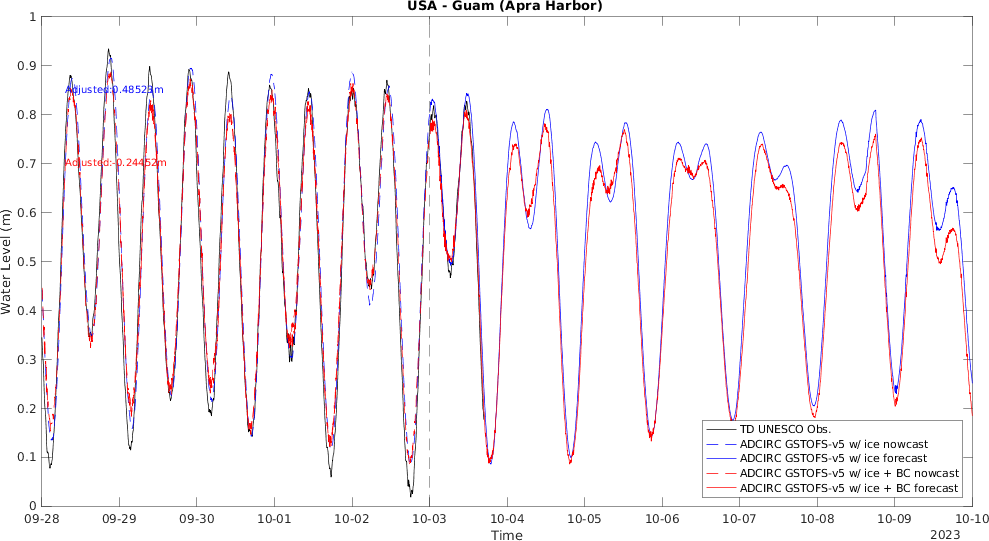 USA - Guam (Apra Harbor)
Water Level (m)
1
0.9
0.8
0.7
0.6
0.5
0.4
0.3
0.2
0.1
0
Adjusted:0.48523m
Adjusted:-0.24452m
TD UNESCO Obs.
ADCIRC GSTOFS-v5 w/ ice nowcast
ADCIRC GSTOFS-v5 w/ ice forecast
ADCIRC GSTOFS-v5 w/ ice + BC nowcast
ADCIRC GSTOFS-v5 w/ ice + BC forecast
09-28 09-29 09-30 10-01 10-02 10-03 10-04 10-05 10-06 10-07 10-08 10-09 10-10
Time
2023